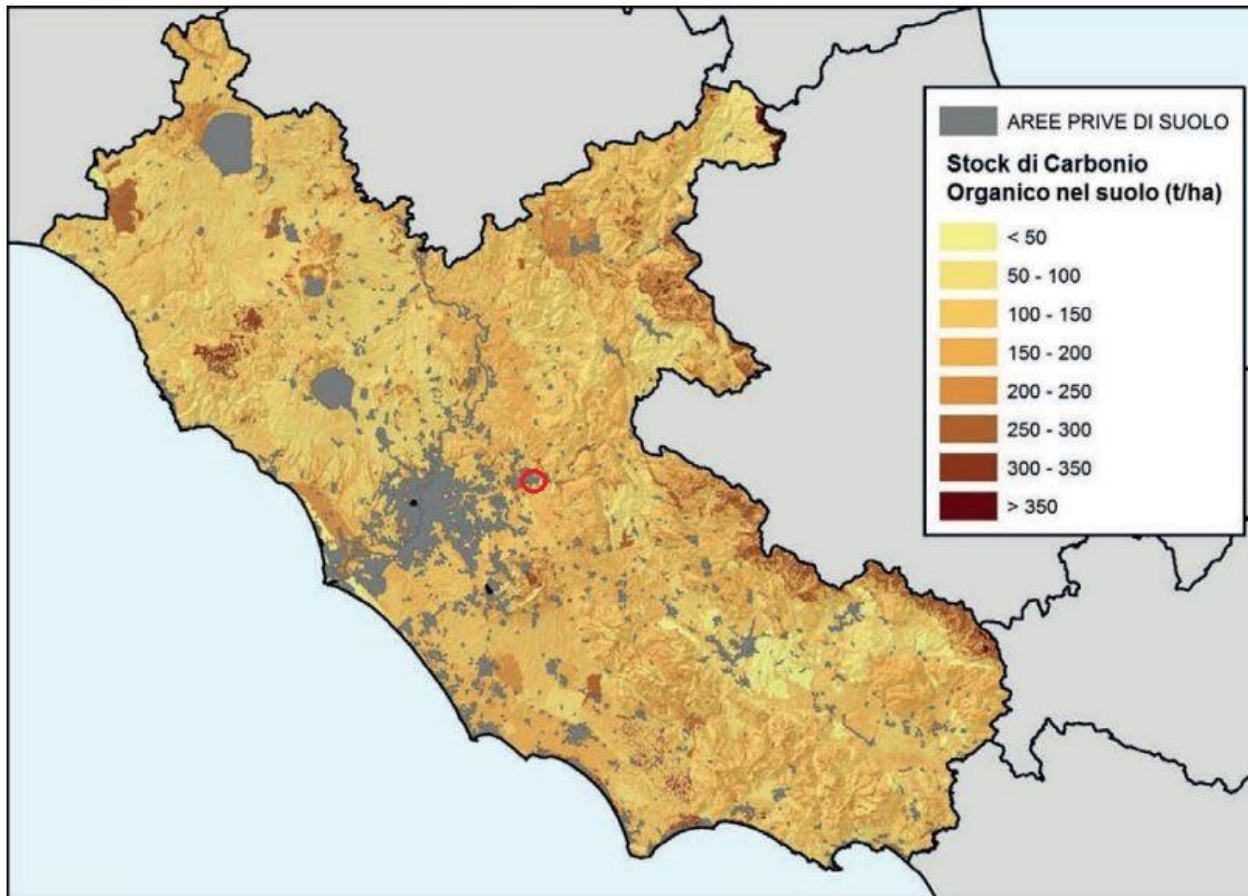 AREE PRIVE DI SUOLO
Stock di Carbonio
Organico nel suolo (t/ha)
< 50
50 - 100
100 - 150
150 - 200
200 - 250
250 - 300
300 - 350
> 350